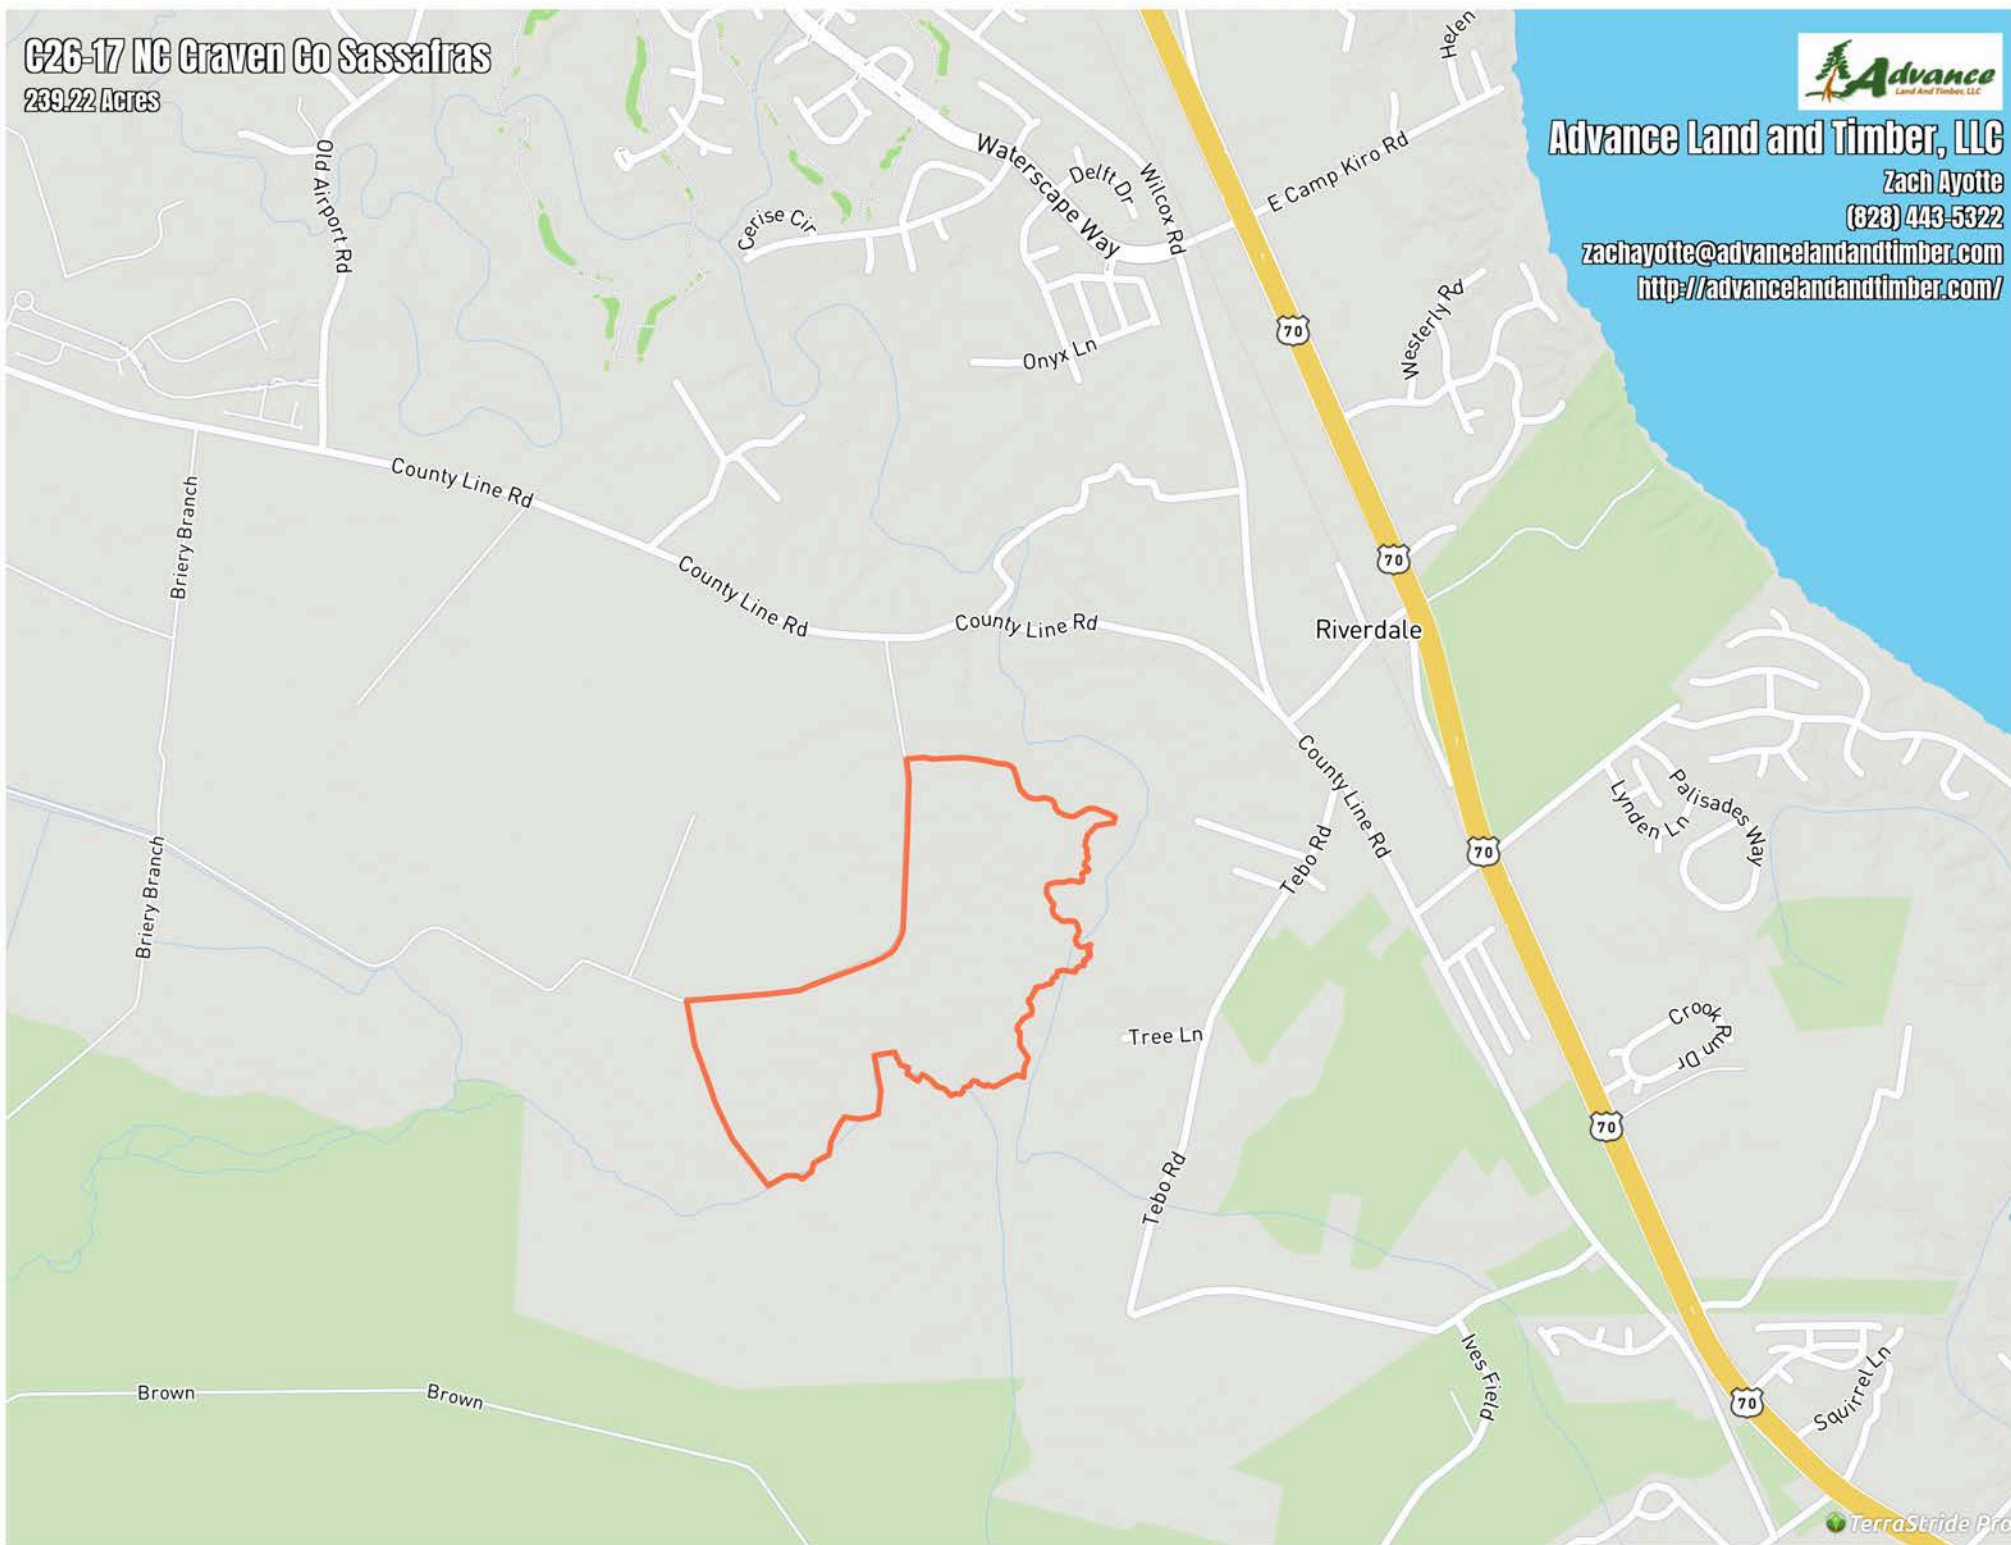 C26-17 NC Craven Co Sassafras
239.22 Acres
Advance
Land And Timber, LLC
Advance Land and Timber, LLC
Zach Ayotte
(828) 443-5322
zachayotte@advancelandandtimber.com
http://advancelandandtimber.com/
Helen
Old Airport Rd
Waterscape Way
Delft Dr
Wilcox Rd
E Camp Kiro Rd
Cerise Cir
Onyx Ln
70
Westerly Rd
County Line Rd
Briery Branch
70
County Line Rd
County Line Rd
Riverdale
County Line Rd
Palisades Way
Lynden Ln
Tebo Rd
70
Briery Branch
Tree Ln
Crook Run Dr
70
Tebo Rd
Ives Field
Squirrel Ln
Brown
Brown
70
TerraStride Pro